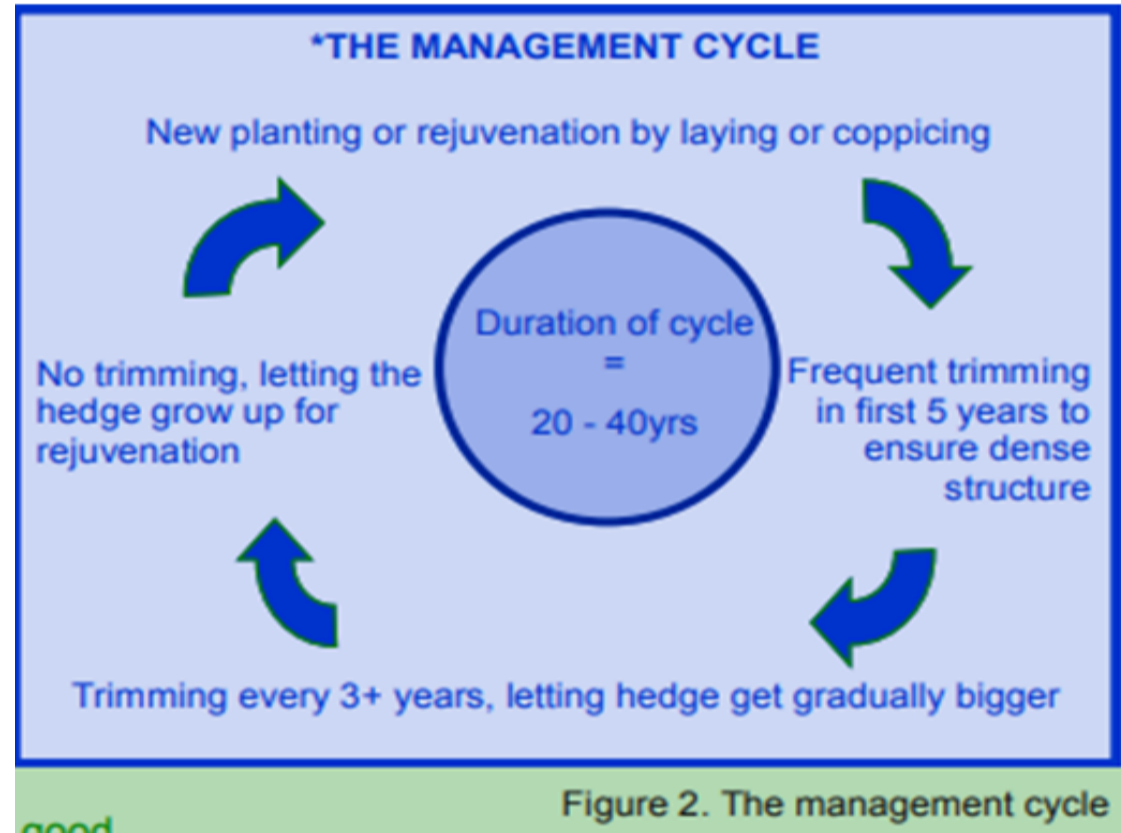 *THE MANAGEMENT CYCLE
New planting or rejuvenation by laying or coppicing
Duration of cycle
=
20 - 40yrs
Frequent trimming
in first 5 years to
ensure dense
structure
Trimming every 3+ years, letting hedge get gradually bigger
No trimming, letting the
hedge grow up for
rejuvenation
Figure 2. The management cycle
good